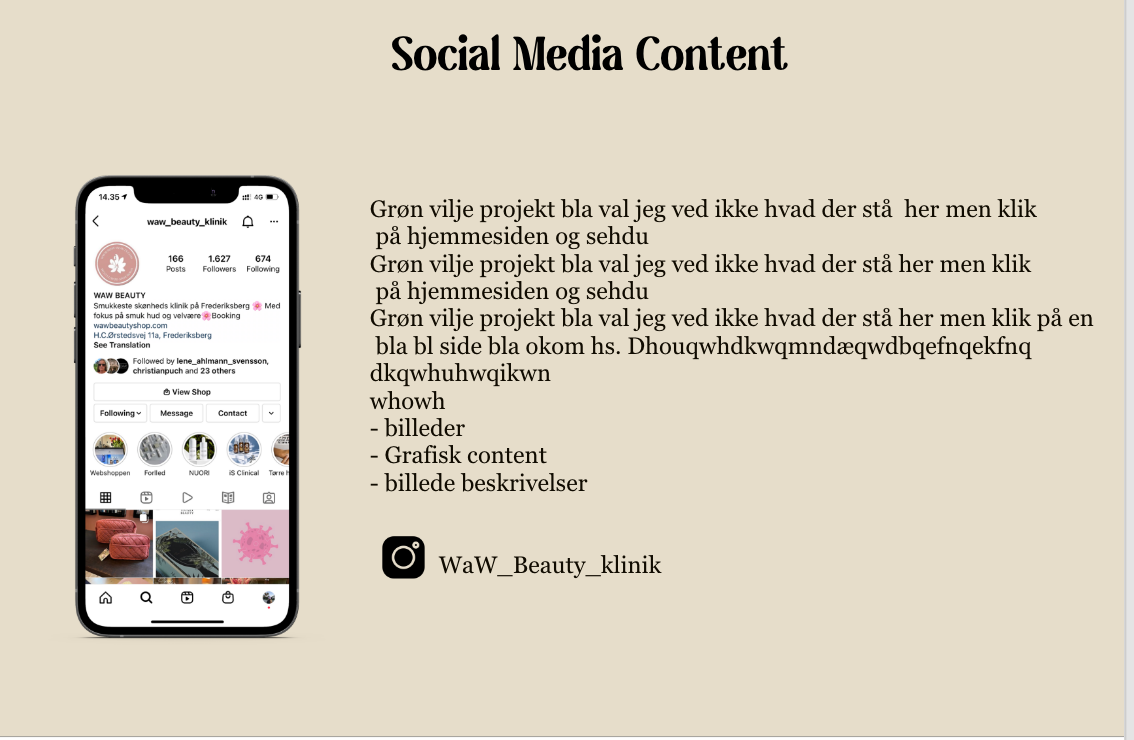 Social Media Content
14.35
4G
waw_beauty_klinik
166
1.627
674
Posts
Followers
Following
WAW BEAUTY
Smukkeste skønheds klinik på Frederiksberg 🌸 Med
fokus på smuk hud og velvære🌸Booking
wawbeautyshop.com
H.C.Ørstedsvej 11a, Frederiksberg
See Translation
Followed by lene_ahlmann_svensson,
christianpuch and 23 others
View Shop
Following
Message
Contact
Webshoppen
Forlled
NUORI
iS Clinical
Tørre h
Grøn vilje projekt bla val jeg ved ikke hvad der stå  her men klik
på hjemmesiden og sehdu
Grøn vilje projekt bla val jeg ved ikke hvad der stå her men klik
på hjemmesiden og sehdu
Grøn vilje projekt bla val jeg ved ikke hvad der stå her men klik på en
bla bl side bla okom hs. Dhouqwhdkwqmndæqwdbqefnqekfnq
dkqwhuhwqikwn
whowh
- billeder
- Grafisk content
- billede beskrivelser
WaW_Beauty_klinik